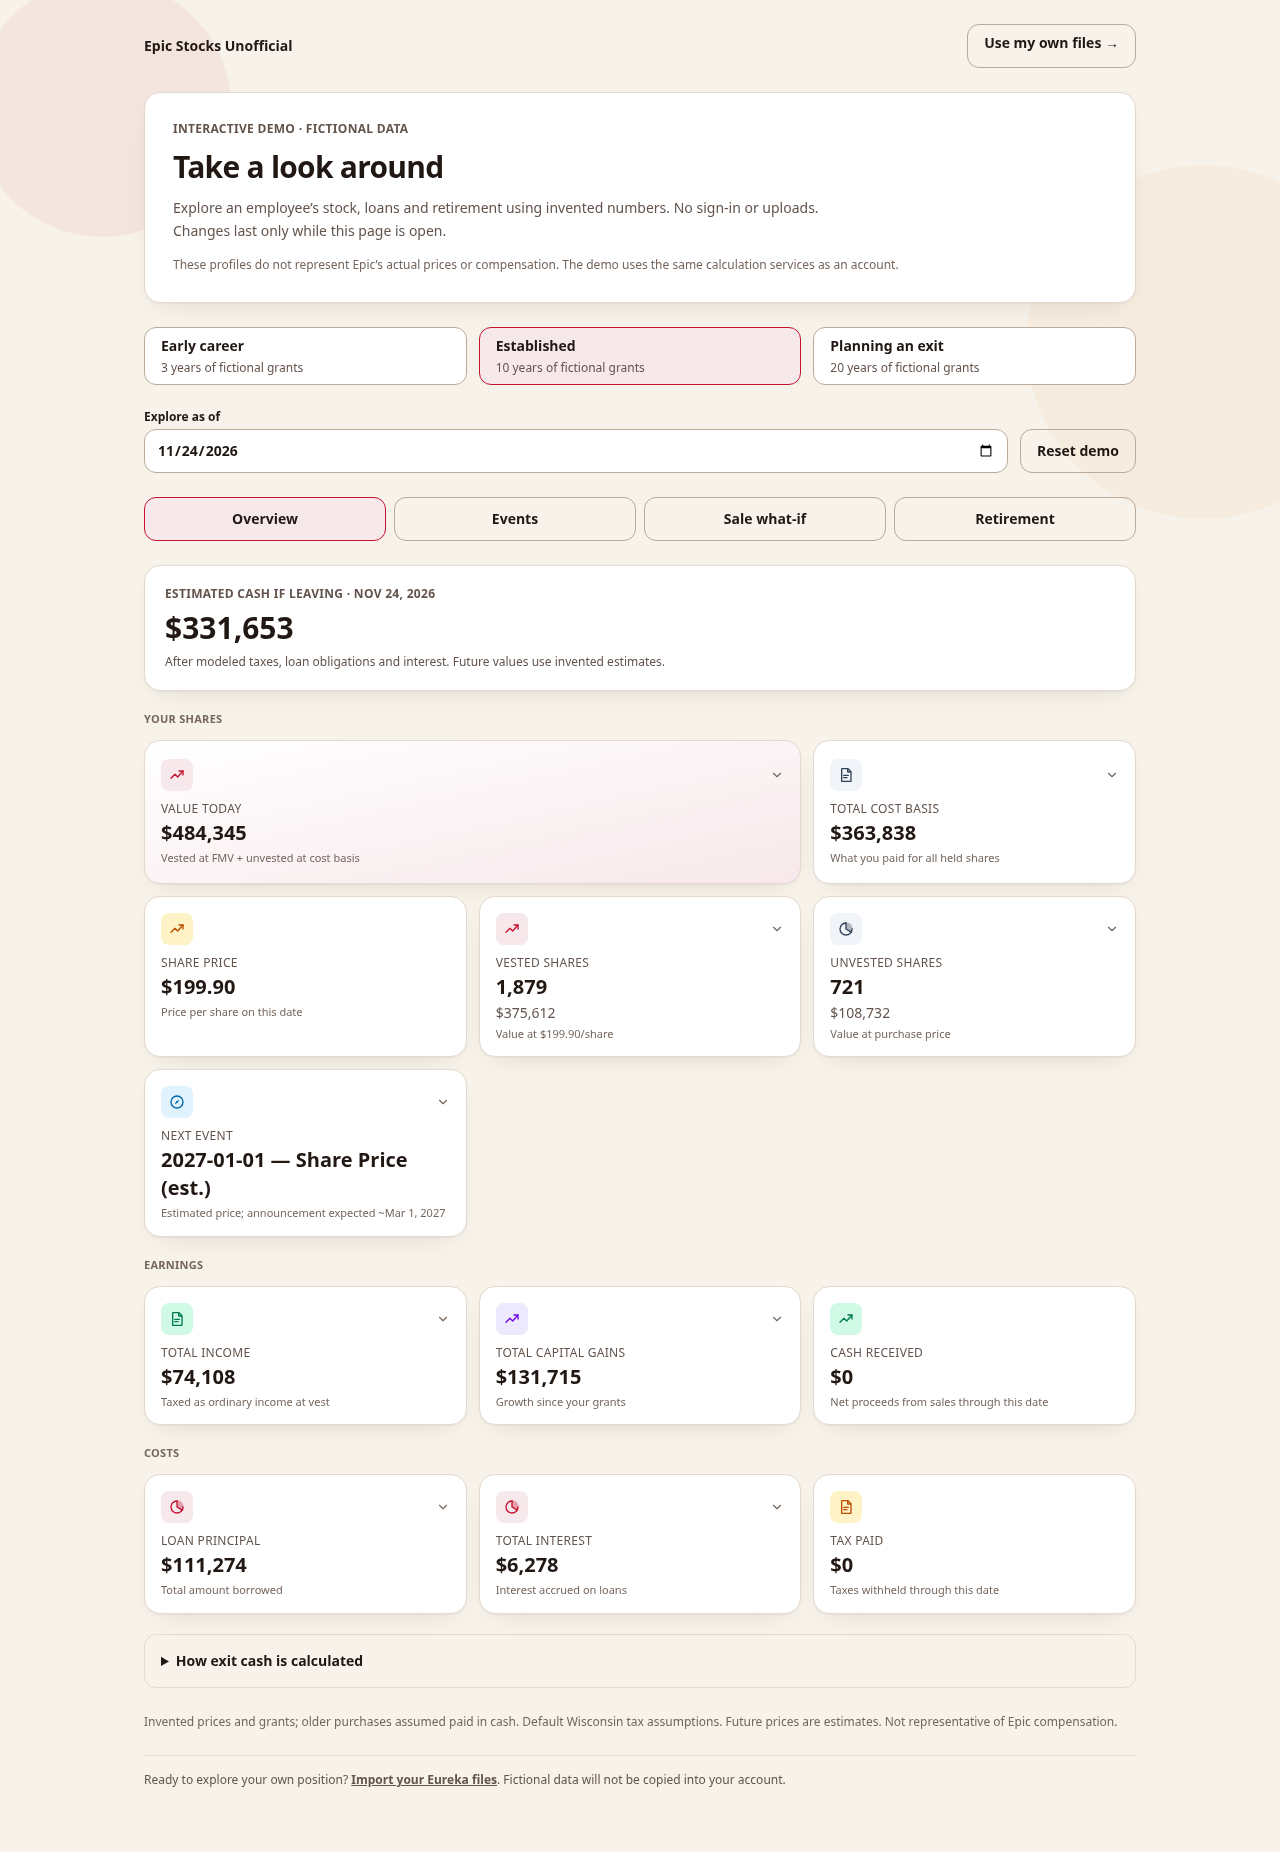 Epic Stocks Unofficial
Use my own files →
INTERACTIVE DEMO · FICTIONAL DATA
Take a look around
Explore an employee’s stock, loans and retirement using invented numbers. No sign-in or uploads.
Changes last only while this page is open.
These profiles do not represent Epic’s actual prices or compensation. The demo uses the same calculation services as an account.
Early career
3 years of fictional grants
Established
10 years of fictional grants
Planning an exit
20 years of fictional grants
Explore as of
11/24/2026
Reset demo
Overview
Events
Sale what-if
Retirement
ESTIMATED CASH IF LEAVING · NOV 24, 2026
$331,653
After modeled taxes, loan obligations and interest. Future values use invented estimates.
YOUR SHARES
VALUE TODAY
$484,345
Vested at FMV + unvested at cost basis
TOTAL COST BASIS
$363,838
What you paid for all held shares
SHARE PRICE
$199.90
Price per share on this date
VESTED SHARES
1,879
$375,612
Value at $199.90/share
UNVESTED SHARES
721
$108,732
Value at purchase price
NEXT EVENT
2027-01-01 — Share Price
(est.)
Estimated price; announcement expected ~Mar 1, 2027
EARNINGS
TOTAL INCOME
$74,108
Taxed as ordinary income at vest
TOTAL CAPITAL GAINS
$131,715
Growth since your grants
CASH RECEIVED
$0
Net proceeds from sales through this date
COSTS
LOAN PRINCIPAL
$111,274
Total amount borrowed
TOTAL INTEREST
$6,278
Interest accrued on loans
TAX PAID
$0
Taxes withheld through this date
How exit cash is calculated
Invented prices and grants; older purchases assumed paid in cash. Default Wisconsin tax assumptions. Future prices are estimates. Not representative of Epic compensation.
Ready to explore your own position? Import your Eureka files. Fictional data will not be copied into your account.